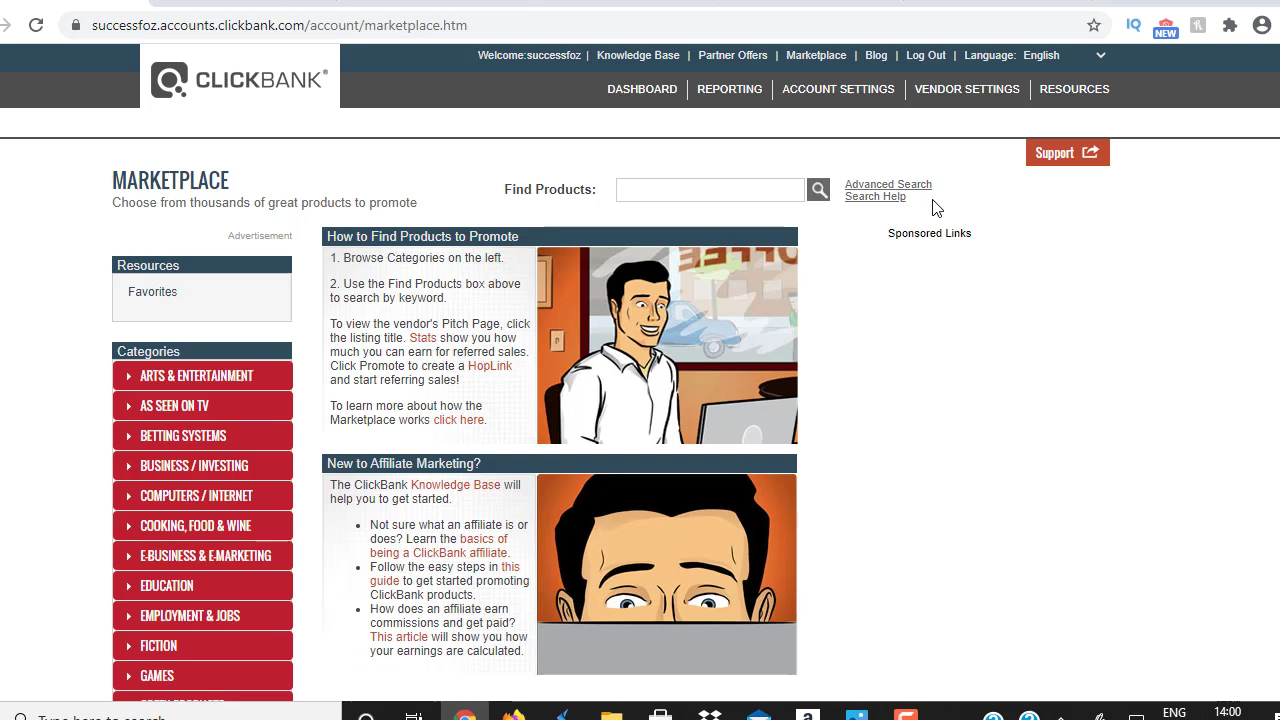 successfoz.accounts.clickbank.com/account/marketplace.htm
NEW
Welcome:successfoz | Knowledge Base | Partner Offers | Marketplace | Blog | Log Out | Language: English
CLICKBANK®
DASHBOARD REPORTING ACCOUNT SETTINGS VENDOR SETTINGS RESOURCES
Support
MARKETPLACE
Choose from thousands of great products to promote
Find Products:
Advanced Search
Search Help
Advertisement
Sponsored Links
Resources
Favorites
Categories
ARTS & ENTERTAINMENT
AS SEEN ON TV
BETTING SYSTEMS
BUSINESS / INVESTING
COMPUTERS / INTERNET
COOKING, FOOD & WINE
E-BUSINESS & E-MARKETING
EDUCATION
EMPLOYMENT & JOBS
FICTION
GAMES
How to Find Products to Promote
1. Browse Categories on the left.
2. Use the Find Products box above
to search by keyword.
To view the vendor's Pitch Page, click
the listing title. Stats show you how
much you can earn for referred sales.
Click Promote to create a HopLink
and start referring sales!
To learn more about how the
Marketplace works click here.
New to Affiliate Marketing?
The ClickBank Knowledge Base will
help you to get started.
Not sure what an affiliate is or
does? Learn the basics of
being a ClickBank affiliate.
Follow the easy steps in this
guide to get started promoting
ClickBank products.
How does an affiliate earn
commissions and get paid?
This article will show you how
your earnings are calculated.
Type here to search
ENG
14:00